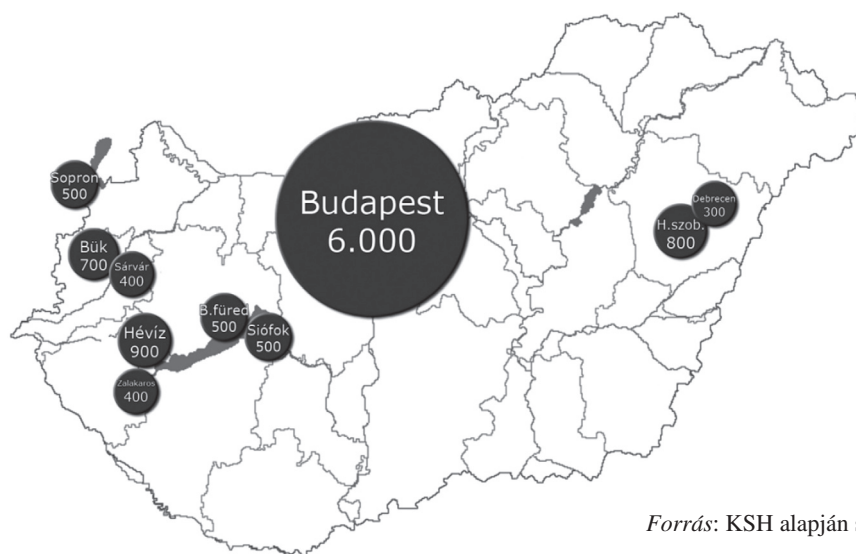 Sopron
500
Budapest
6.000
Debrecen
300
H.szob.
800
Bük
700
Sárvár
400
B.füred
500
Siófok
500
Hévíz
900
Zalakaros
400
Forrás: KSH alapján